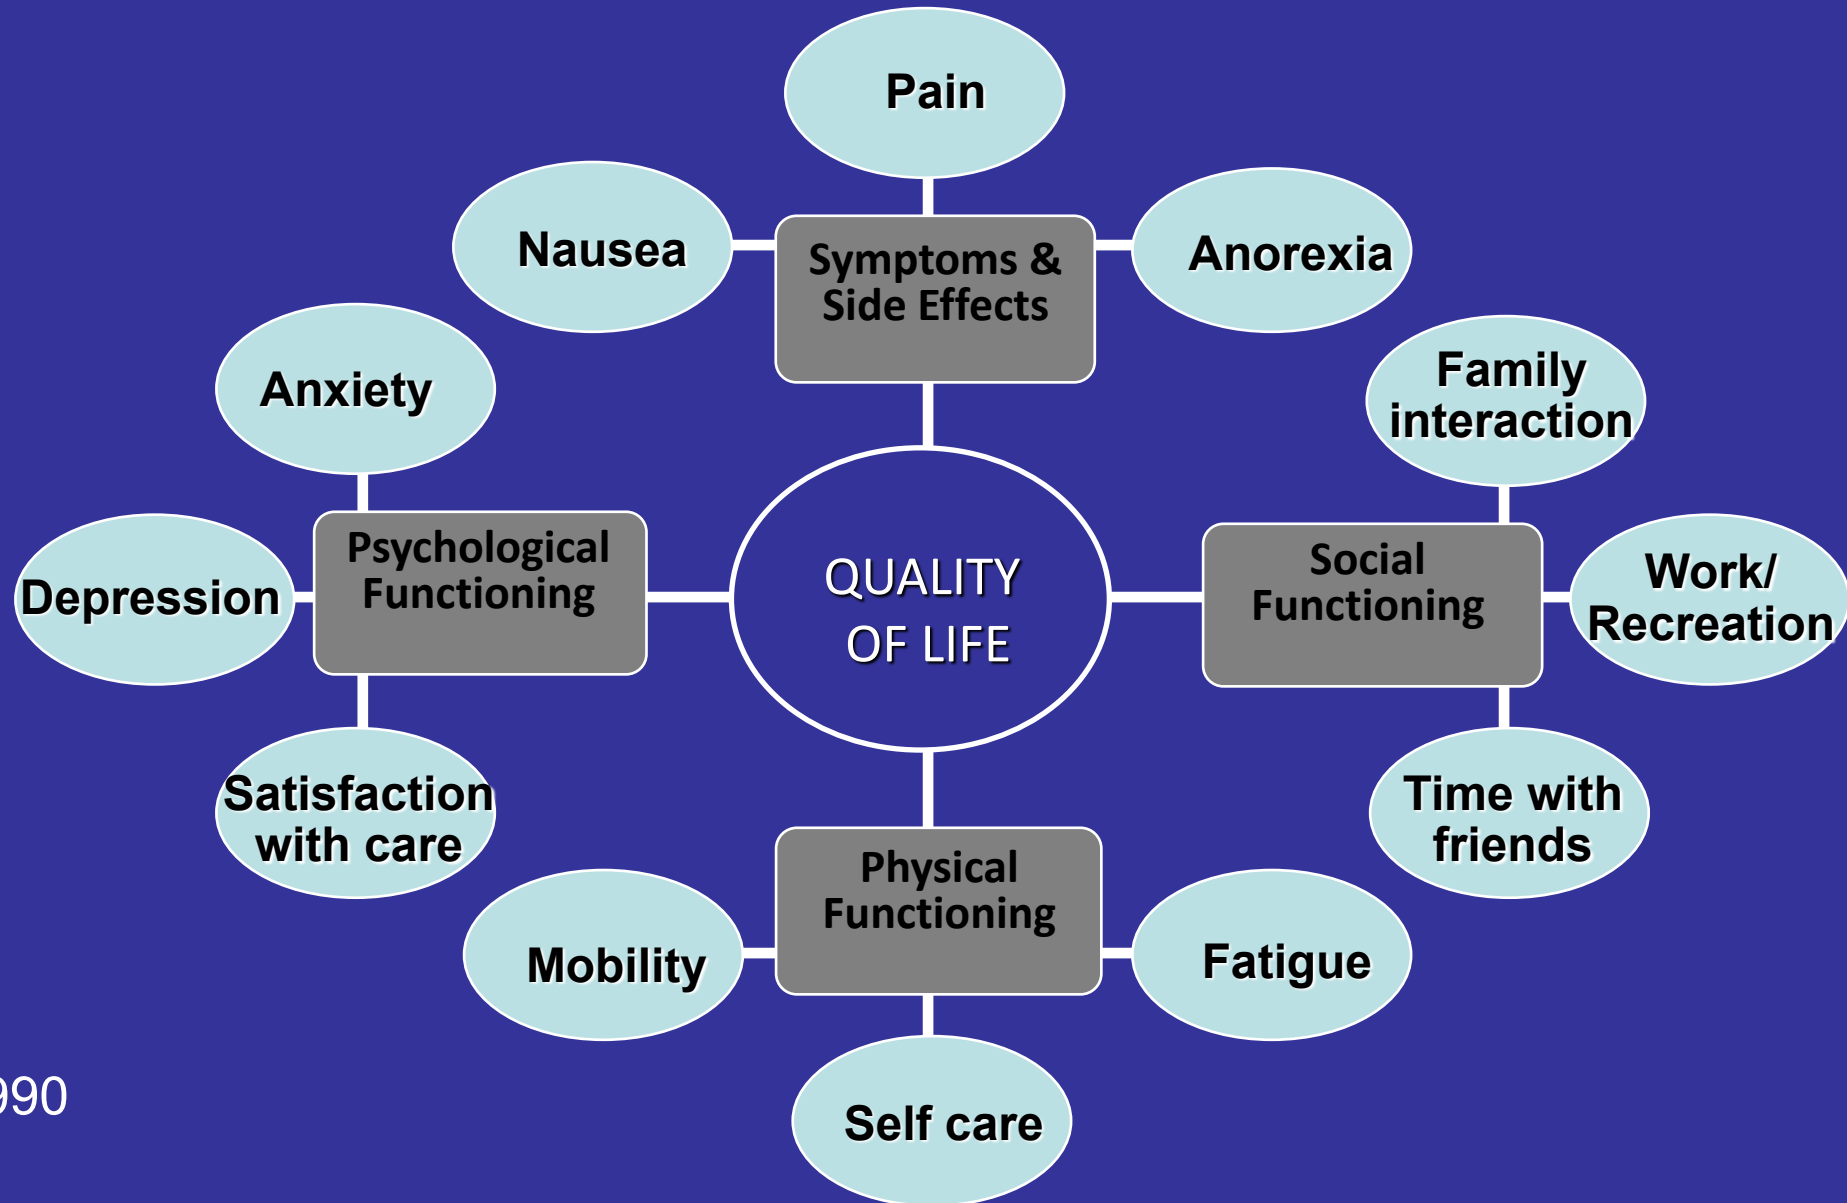 Pain
Nausea
Symptoms &
Side Effects
Anorexia
Anxiety
Family
interaction
Depression
Psychological
Functioning
QUALITY
OF LIFE
Social
Functioning
Work/
Recreation
Satisfaction
with care
Time with
friends
Physical
Functioning
Mobility
Fatigue
Self care
990